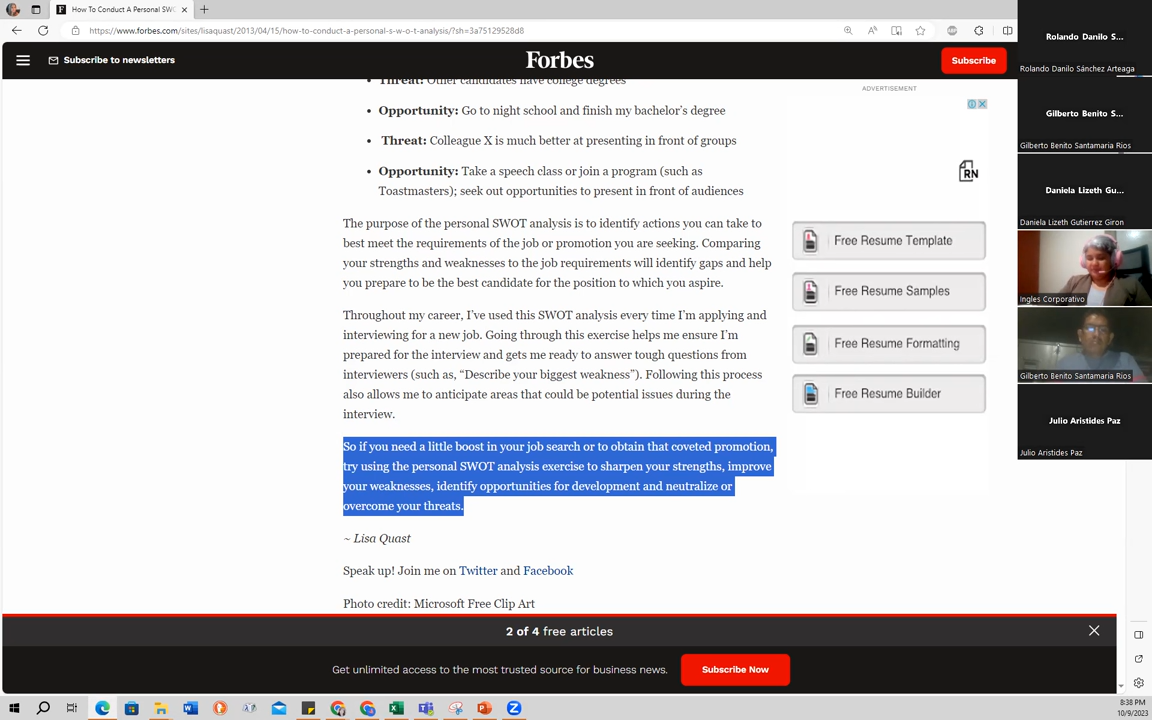 How To Conduct A Personal SWO
https://www.forbes.com/sites/lisaquast/2013/04/15/how-to-conduct-a-personal-s-w-o-t-analysis/?sh=3a75129528d8
Subscribe to newsletters
Forbes
Subscribe
Threat: Other candidates have college degrees
• Opportunity: Go to night school and finish my bachelor's degree
• Threat: Colleague X is much better at presenting in front of groups
• Opportunity: Take a speech class or join a program (such as
Toastmasters); seek out opportunities to present in front of audiences
The purpose of the personal SWOT analysis is to identify actions you can take to
best meet the requirements of the job or promotion you are seeking. Comparing
your strengths and weaknesses to the job requirements will identify gaps and help
you prepare to be the best candidate for the position to which you aspire.
Throughout my career, I've used this SWOT analysis every time I'm applying and
interviewing for a new job. Going through this exercise helps me ensure I'm
prepared for the interview and gets me ready to answer tough questions from
interviewers (such as, “Describe your biggest weakness”). Following this process
also allows me to anticipate areas that could be potential issues during the
interview.
So if you need a little boost in your job search or to obtain that coveted promotion,
try using the personal SWOT analysis exercise to sharpen your strengths, improve
your weaknesses, identify opportunities for development and neutralize or
overcome your threats.
~ Lisa Quast
Speak up! Join me on Twitter and Facebook
Photo credit: Microsoft Free Clip Art
ADVERTISEMENT
RN
Free Resume Template
Free Resume Samples
Free Resume Formatting
Free Resume Builder
2 of 4 free articles
Get unlimited access to the most trusted source for business news.
Subscribe Now
Rolando Danilo S...
Rolando Danilo Sánchez Arteaga
Gilberto Benito S...
Gilberto Benito Santamaria Rios
Daniela Lizeth Gu...
Daniela Lizeth Gutierrez Giron
Ingles Corporativo
Gilberto Benito Santamaria Rios
Julio Aristides Paz
Julio Aristides Paz
8:38 PM
10/9/2023